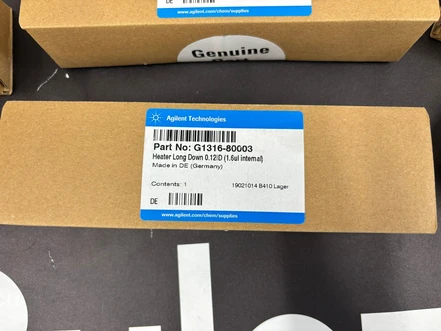 DE
www.agilent.com/chem/supplies
Genuine
Agilent Technologies
Part No: G1316-80003
Heater Long Down 0.12ID (1.6ul internal)
Made in DE (Germany)
Contents: 1
19021014 B410 Lager
DE
www.agilent.com/chem/supplies